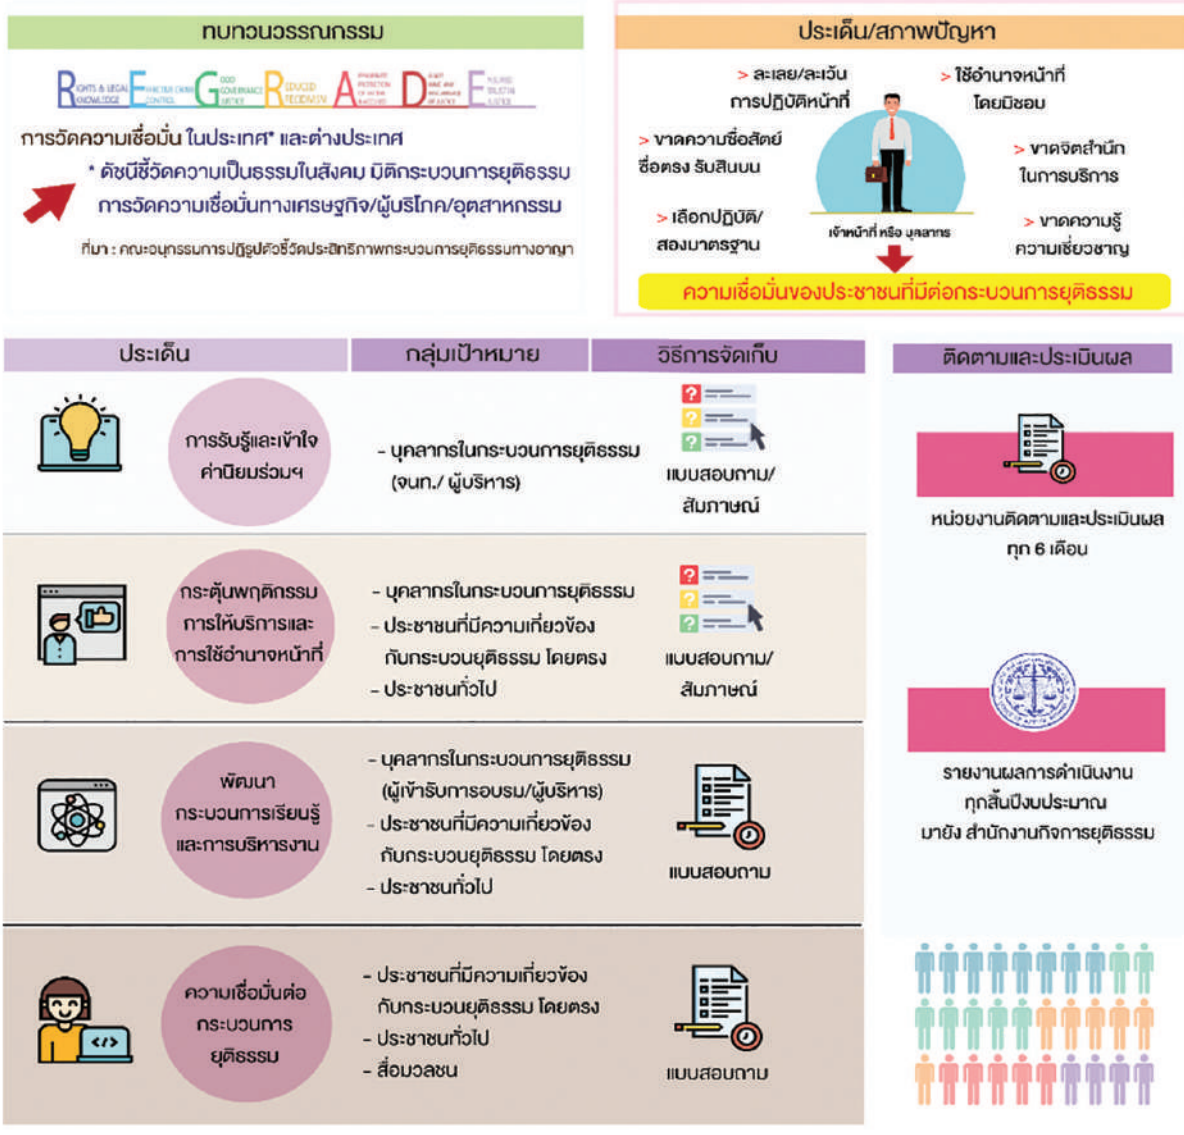 ทบทวนวรรณกรรม
RIGHTS & LEGAL
KNOWLEDGE
EFFECTIVE CRIME
CONTROL
GOOD
GOVERNANCE
JUSTICE
REDUCED
RECIDIVISM
A
D
E
การวัดความเชื่อมั่น ในประเทศ* และต่างประเทศ
* ดัชนีชี้วัดความเป็นธรรมในสังคม มิติกระบวนการยุติธรรม
การวัดความเชื่อมั่นทางเศรษฐกิจ/ผู้บริโภค/อุตสาหกรรม
ที่มา : คณะอนุกรรมการปฏิรูปตัวชี้วัดประสิทธิภาพกระบวนการยุติธรรมทางอาญา
ประเด็น/สภาพปัญหา
> ละเลย/ละเว้น
การปฏิบัติหน้าที่
> ใช้อำนาจหน้าที่
โดยมิชอบ
> ขาดความซื่อสัตย์
ซื่อตรง รับสินบน
> ขาดจิตสำนึก
ในการบริการ
> เลือกปฏิบัติ/
สองมาตรฐาน
> ขาดความรู้
ความเชี่ยวชาญ
เจ้าหน้าที่ หรือ บุคลากร
ความเชื่อมั่นของประชาชนที่มีต่อกระบวนการยุติธรรม
ประเด็น
กลุ่มเป้าหมาย
วิธีการจัดเก็บ
การรับรู้และเข้าใจ
ค่านิยมร่วมฯ
- บุคลากรในกระบวนการยุติธรรม
(จนท./ ผู้บริหาร)
แบบสอบถาม/
สัมภาษณ์
กระตุ้นพฤติกรรม
การให้บริการและ
การใช้อำนาจหน้าที่
- บุคลากรในกระบวนการยุติธรรม
- ประชาชนที่มีความเกี่ยวข้อง
กับกระบวนยุติธรรม โดยตรง
- ประชาชนทั่วไป
แบบสอบถาม/
สัมภาษณ์
พัฒนา
กระบวนการเรียนรู้
และการบริหารงาน
- บุคลากรในกระบวนการยุติธรรม
(ผู้เข้ารับการอบรม/ผู้บริหาร)
- ประชาชนที่มีความเกี่ยวข้อง
กับกระบวนยุติธรรม โดยตรง
- ประชาชนทั่วไป
แบบสอบถาม
ความเชื่อมั่นต่อ
กระบวนการ
ยุติธรรม
- ประชาชนที่มีความเกี่ยวข้อง
กับกระบวนยุติธรรม โดยตรง
- ประชาชนทั่วไป
- สื่อมวลชน
แบบสอบถาม
ติดตามและประเมินผล
หน่วยงานติดตามและประเมินผล
ทุก 6 เดือน
รายงานผลการดำเนินงาน
ทุกสิ้นปีงบประมาณ
มายัง สำนักงานกิจการยุติธรรม